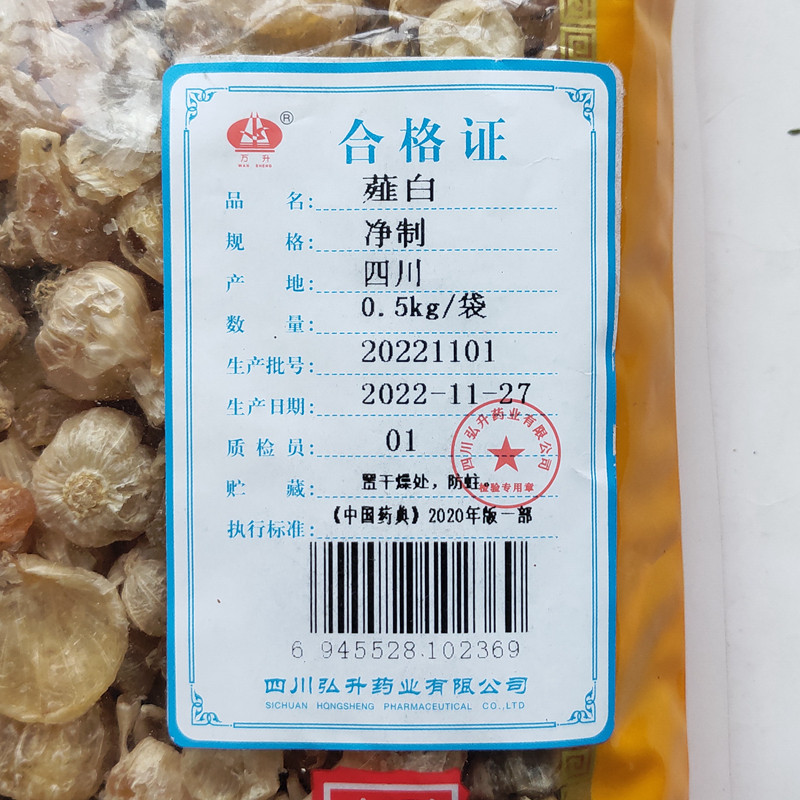 ®
万升
WAN SHENG
合格证
品 名: 薤白
规 格: 净制
产 地: 四川
数 量: 0.5kg/袋
生产批号: 20221101
生产日期: 2022-11-27
质 检 员: 01
贮 藏: 置干燥处,防蛀。
执行标准: 《中国药典》2020年版一部
四川弘升药业有限公司
检验专用章
6 945528 102369
四川弘升药业有限公司
SICHUAN HONGSHENG PHARMACEUTICAL CO.,LTD